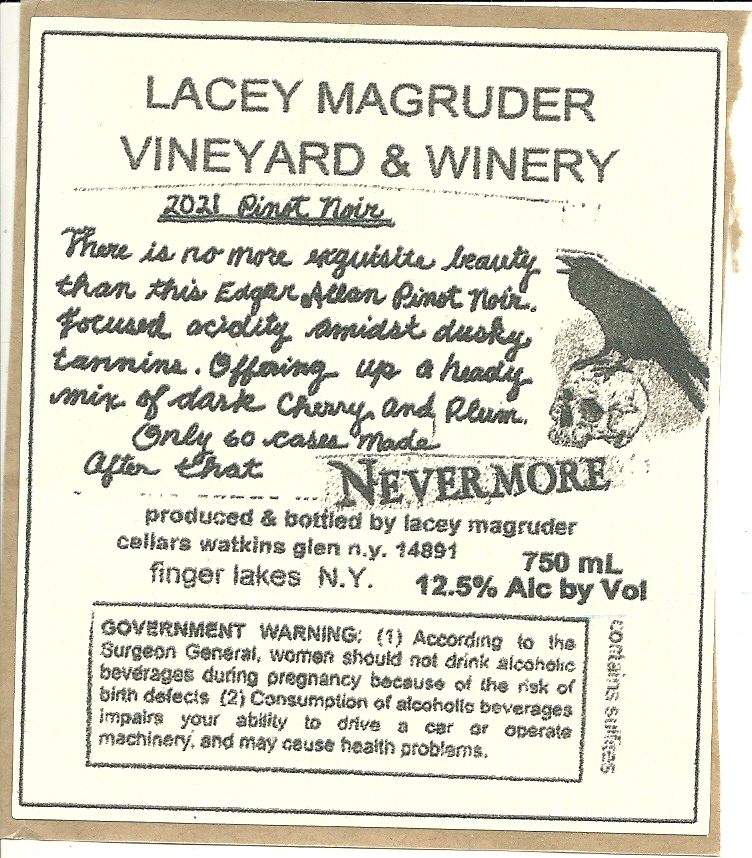 LACEY MAGRUDER
VINEYARD & WINERY
2021 Pinot Noir
There is no more exquisite beauty
than this Edgar Allan Pinot Noir.
Focused acidity amidst dusky
tannins. Offering up a heady
mix of dark Cherry, And Plum.
Only 60 cases Made
After that
NEVERMORE
produced & bottled by lacey magruder
cellars watkins glen n.y. 14891
finger lakes N.Y.
750 mL
12.5% Alc by Vol
GOVERNMENT WARNING: (1) According to the
Surgeon General, women should not drink alcoholic
beverages during pregnancy because of the risk of
birth defects (2) Consumption of alcoholic beverages
impairs your ability to drive a car or operate
machinery, and may cause health problems.
contains sulfites